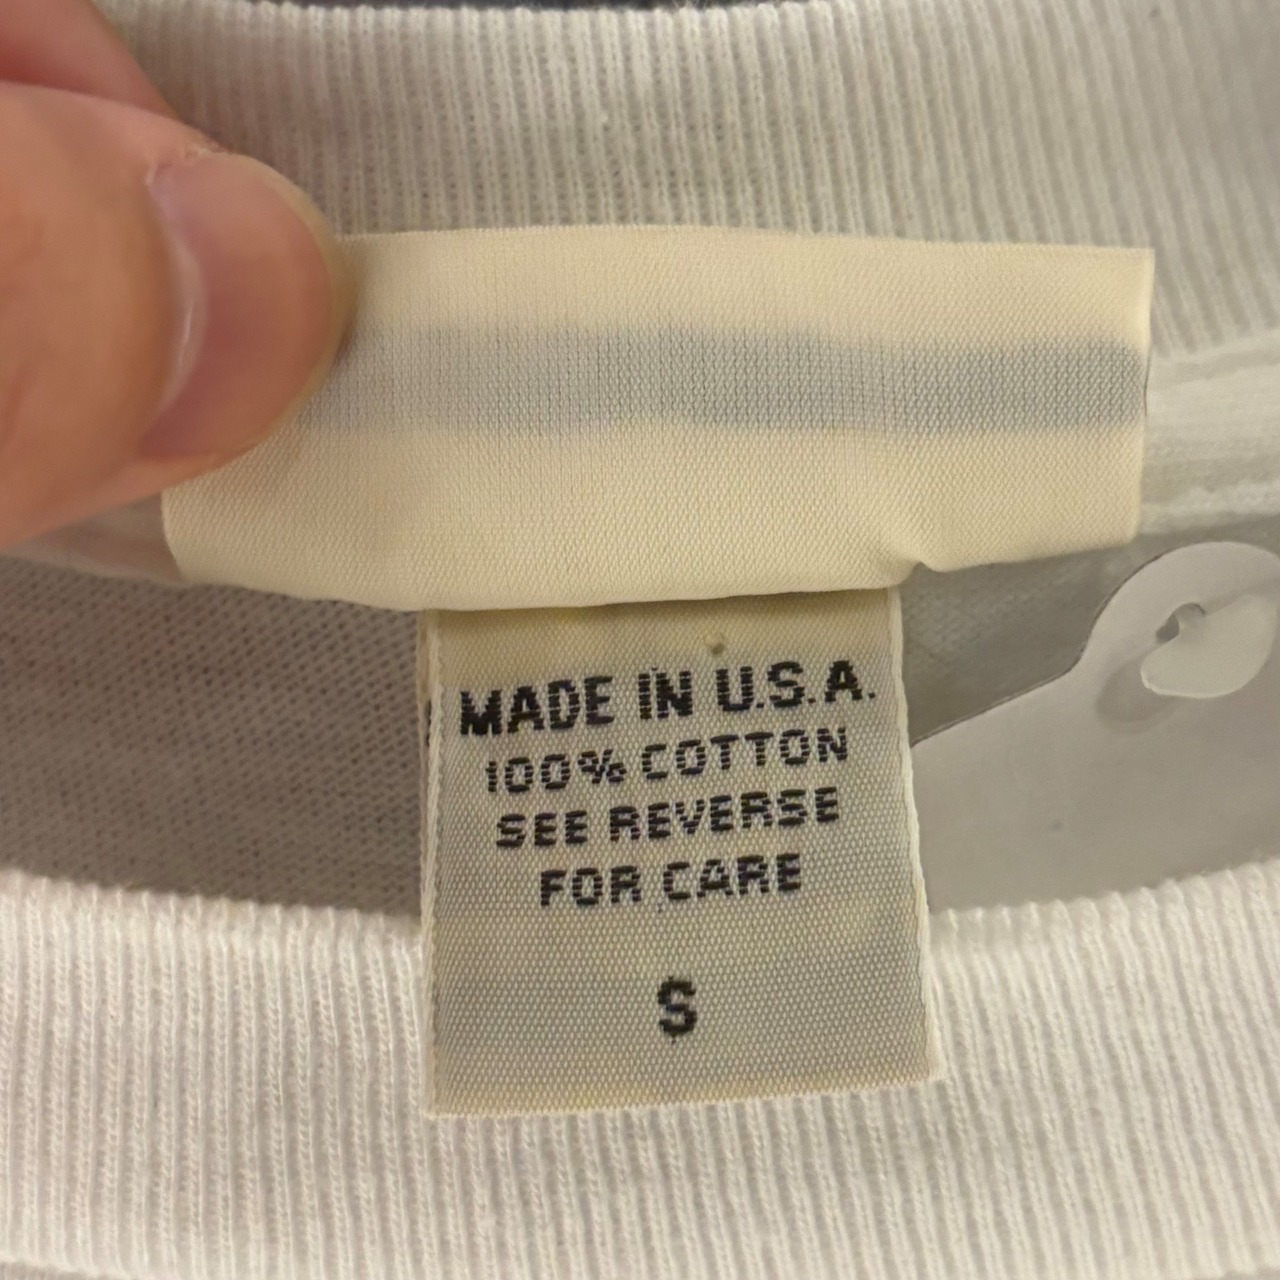 MADE IN U.S.A.
100% COTTON
SEE REVERSE
FOR CARE
S